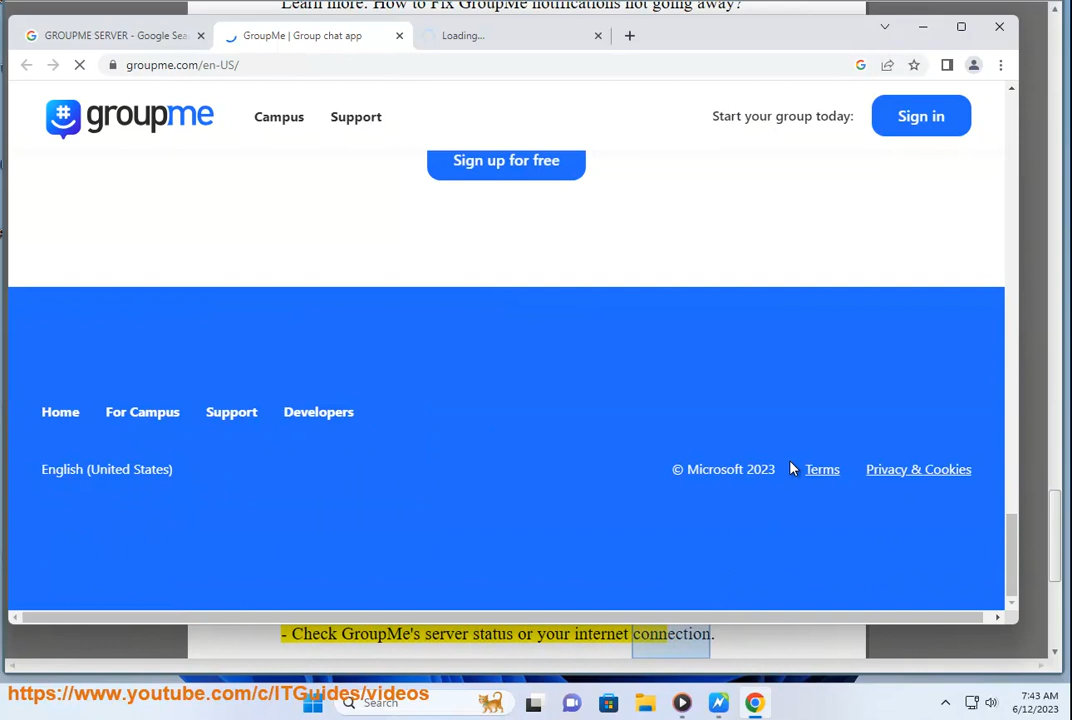 Learn more: How to Fix GroupMe notifications not going away?
GROUPME SERVER - Google Sea
GroupMe | Group chat app
Loading...
groupme.com/en-US/
groupme
Campus
Support
Start your group today:
Sign in
Sign up for free
Home
For Campus
Support
Developers
English (United States)
© Microsoft 2023
Terms
Privacy & Cookies
- Check GroupMe's server status or your internet connection.
https://www.youtube.com/c/ITGuides/videos
Search
7:43 AM
6/12/2023